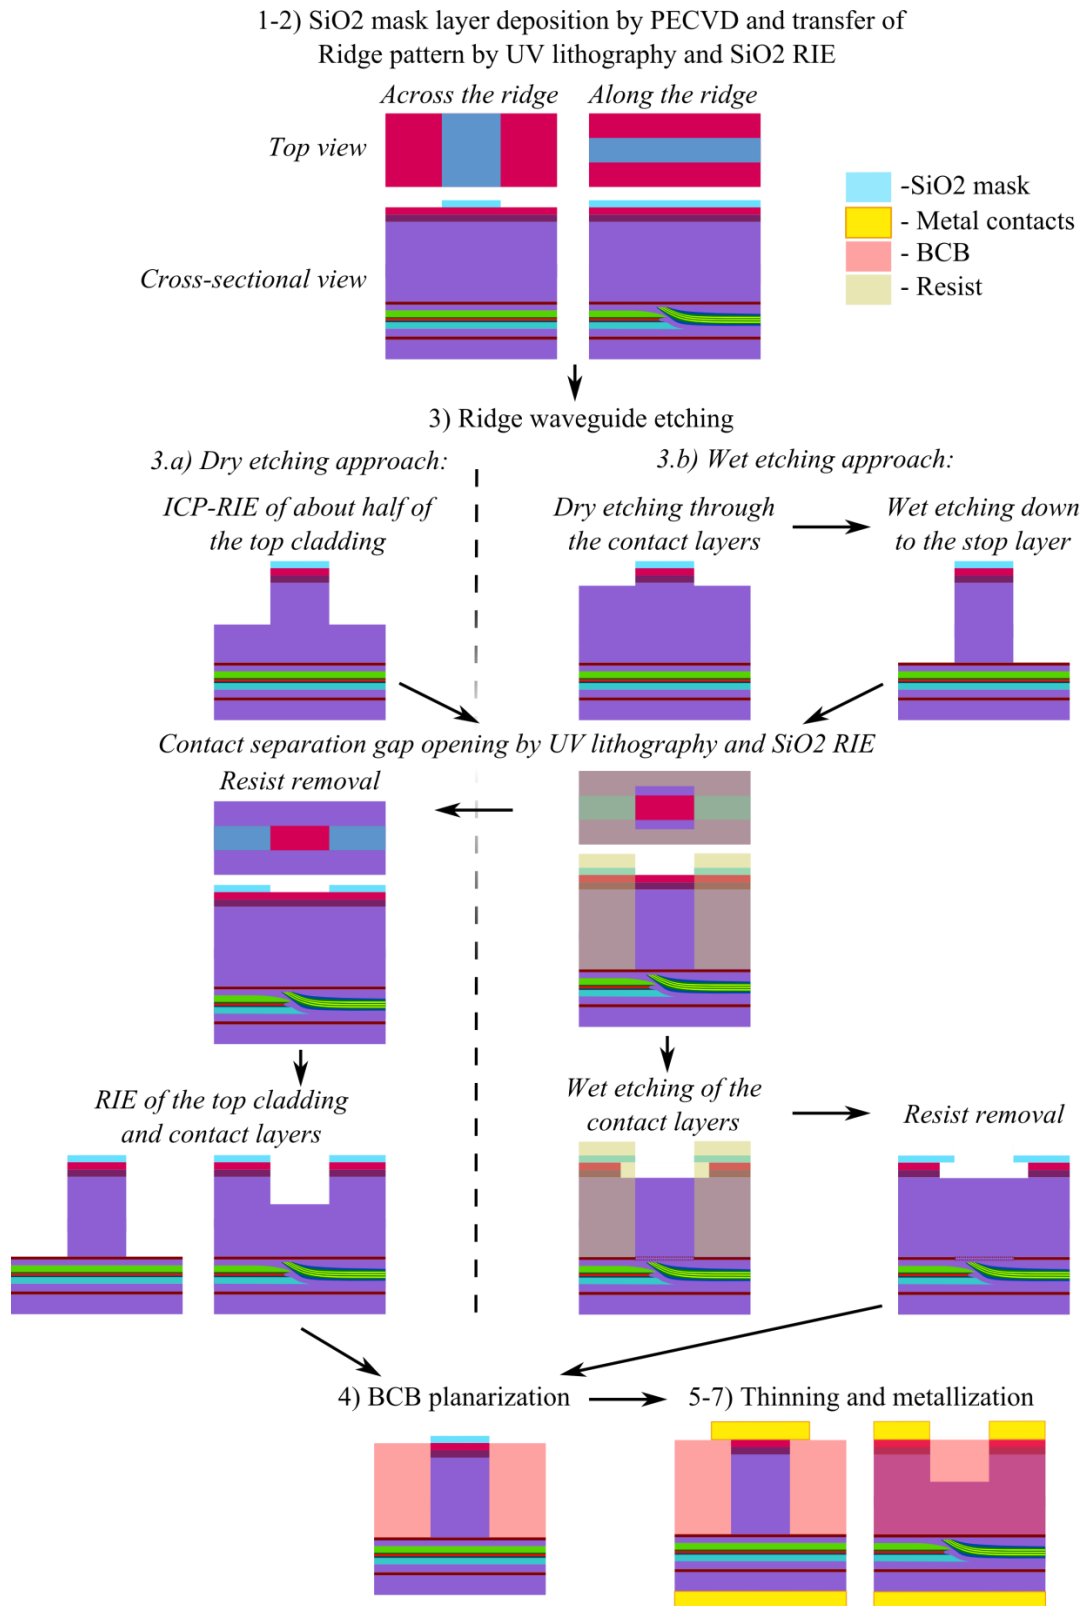 1-2) SiO2 mask layer deposition by PECVD and transfer of
Ridge pattern by UV lithography and SiO2 RIE
Across the ridge
Along the ridge
Top view
Cross-sectional view
-SiO2 mask
- Metal contacts
- BCB
- Resist
3) Ridge waveguide etching
3.a) Dry etching approach:
3.b) Wet etching approach:
ICP-RIE of about half of
the top cladding
Dry etching through
the contact layers
Wet etching down
to the stop layer
Contact separation gap opening by UV lithography and SiO2 RIE
Resist removal
RIE of the top cladding
and contact layers
Wet etching of the
contact layers
Resist removal
4) BCB planarization
5-7) Thinning and metallization